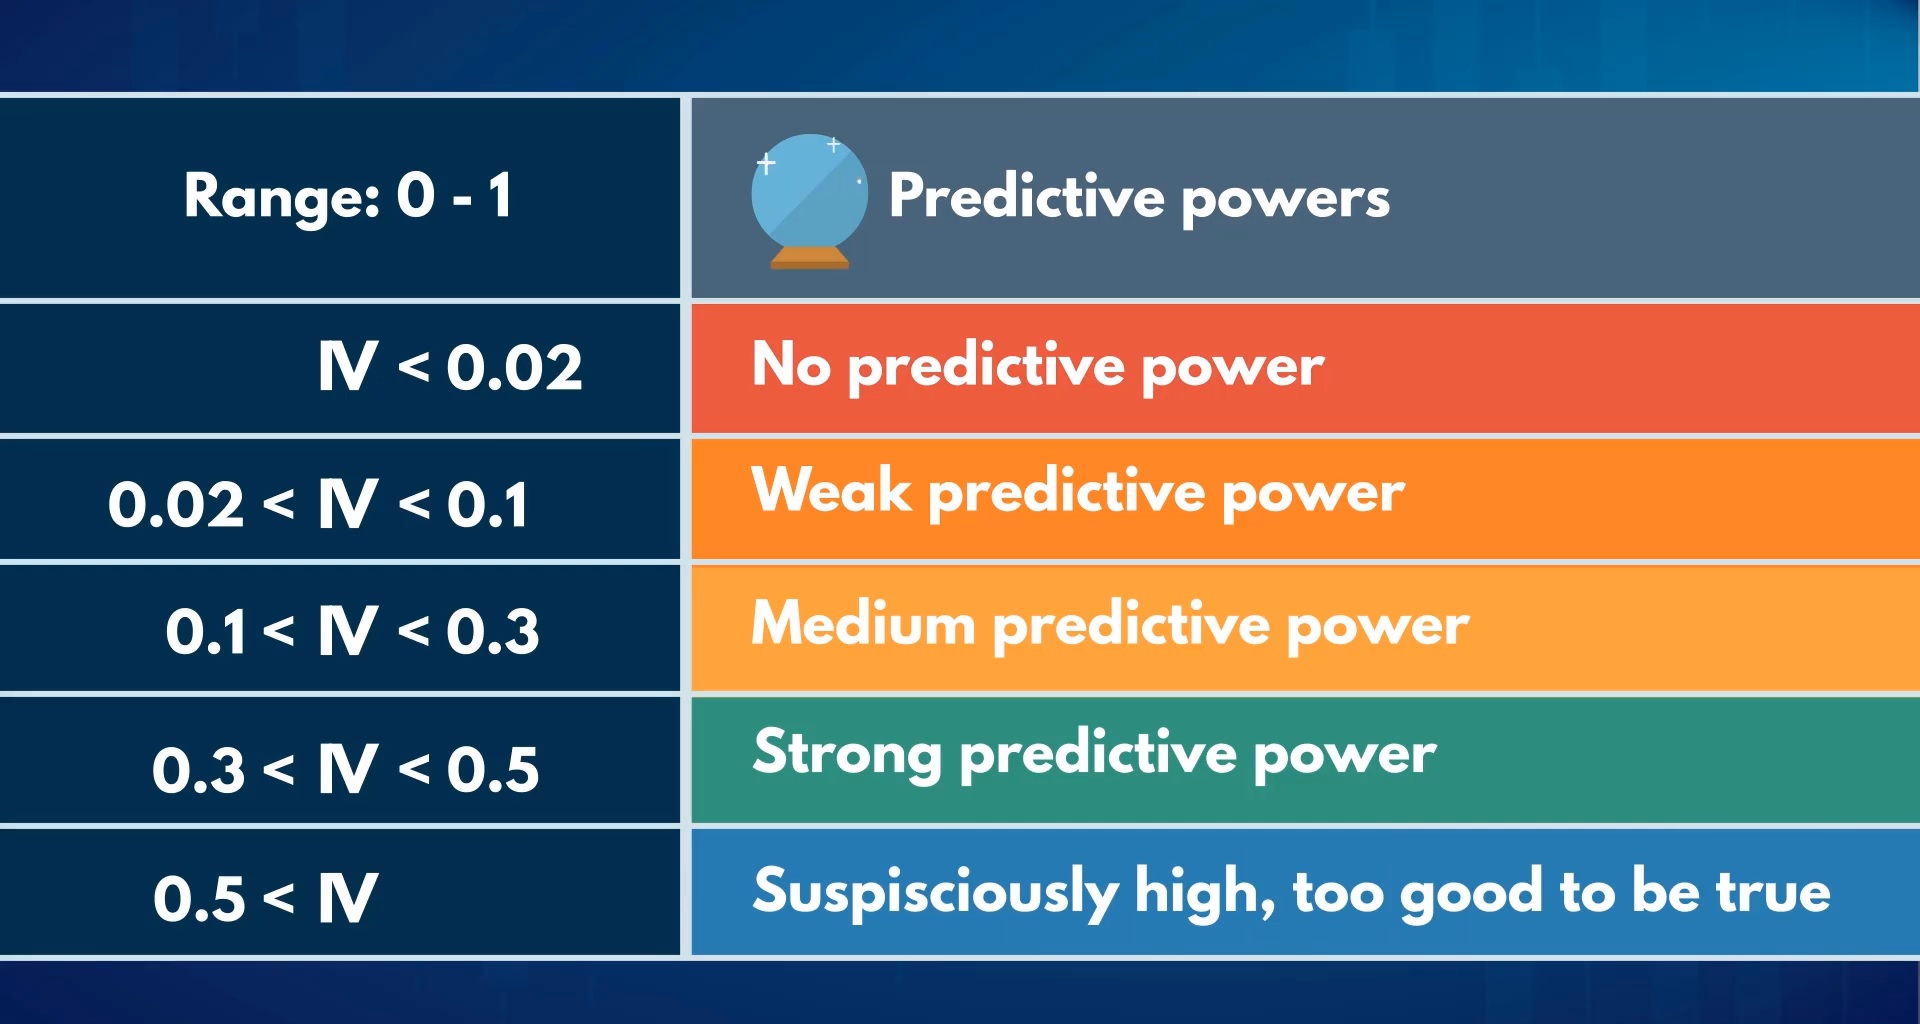 Range: 0 - 1
Predictive powers
IV < 0.02
No predictive power
0.02 < IV < 0.1
Weak predictive power
0.1 < IV < 0.3
Medium predictive power
0.3 < IV < 0.5
Strong predictive power
0.5 < IV
Suspisciously high, too good to be true